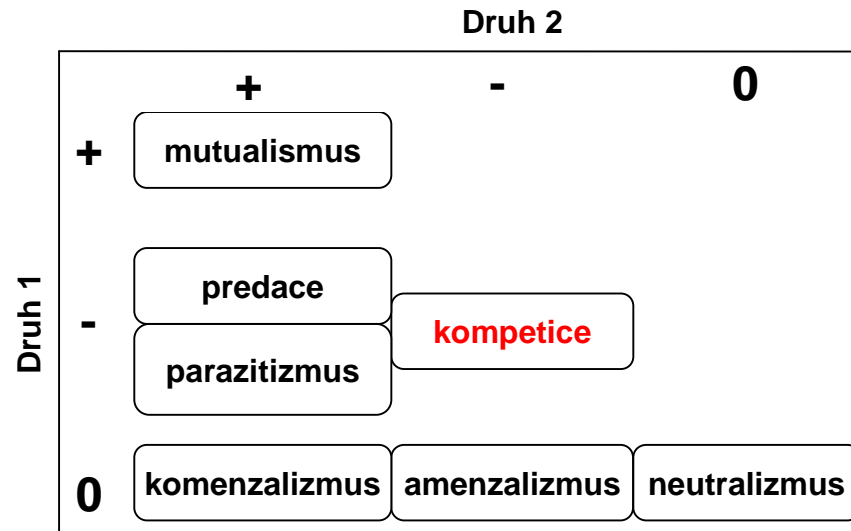 Druh 2
+ - 0
+ mutualismus
Druh 1
predace
- kompetice
parazitizmus
0 komenzalizmus amenzalizmus neutralizmus